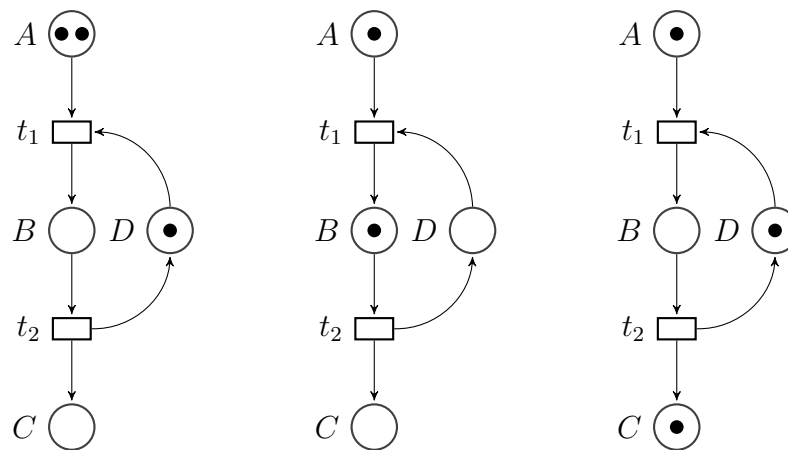 A A A
t₁ t₁ t₁
B D B D B D
t₂ t₂ t₂
C C C